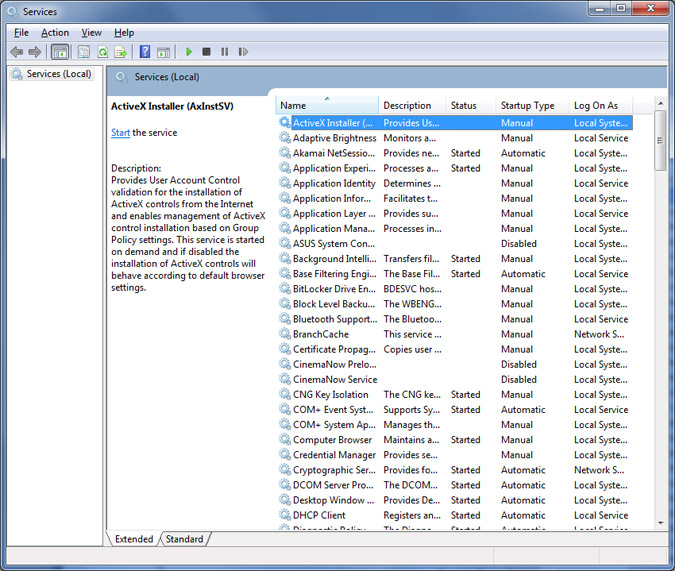 Services
File Action View Help
Services (Local)
Services (Local)
ActiveX Installer (AxInstSV)
Start the service
Description:
Provides User Account Control
validation for the installation of
ActiveX controls from the Internet
and enables management of ActiveX
control installation based on Group
Policy settings. This service is started
on demand and if disabled the
installation of ActiveX controls will
behave according to default browser
settings.
Name Description Status Startup Type Log On As
ActiveX Installer (... Provides Us... Manual Local Syste...
Adaptive Brightness Monitors a... Manual Local Service
Akamai NetSessio... Provides ne... Started Automatic Local Syste...
Application Experi... Processes a... Started Manual Local Syste...
Application Identity Determines ... Manual Local Service
Application Infor... Facilitates t... Manual Local Syste...
Application Layer ... Provides su... Manual Local Service
Application Mana... Processes in... Manual Local Syste...
ASUS System Con... Disabled Local Syste...
Background Intelli... Transfers fil... Started Manual Local Syste...
Base Filtering Engi... The Base Fil... Started Automatic Local Service
BitLocker Drive En... BDESVC hos... Manual Local Syste...
Block Level Backu... The WBENG... Manual Local Syste...
Bluetooth Support... The Bluetoo... Manual Local Service
BranchCache This service ... Manual Network S...
Certificate Propag... Copies user ... Manual Local Syste...
CinemaNow Prelo... Disabled Local Syste...
CinemaNow Service Disabled Local Syste...
CNG Key Isolation The CNG ke... Started Manual Local Syste...
COM+ Event Syst... Supports Sy... Started Automatic Local Service
COM+ System Ap... Manages th... Manual Local Syste...
Computer Browser Maintains a... Started Manual Local Syste...
Credential Manager Provides se... Manual Local Syste...
Cryptographic Ser... Provides fo... Started Automatic Network S...
DCOM Server Pro... The DCOM... Started Automatic Local Syste...
Desktop Window ... Provides De... Started Automatic Local Syste...
DHCP Client Registers an... Started Automatic Local Service
Diagnostic Policy ... The Diagno... Started Automatic Local Service
Extended Standard